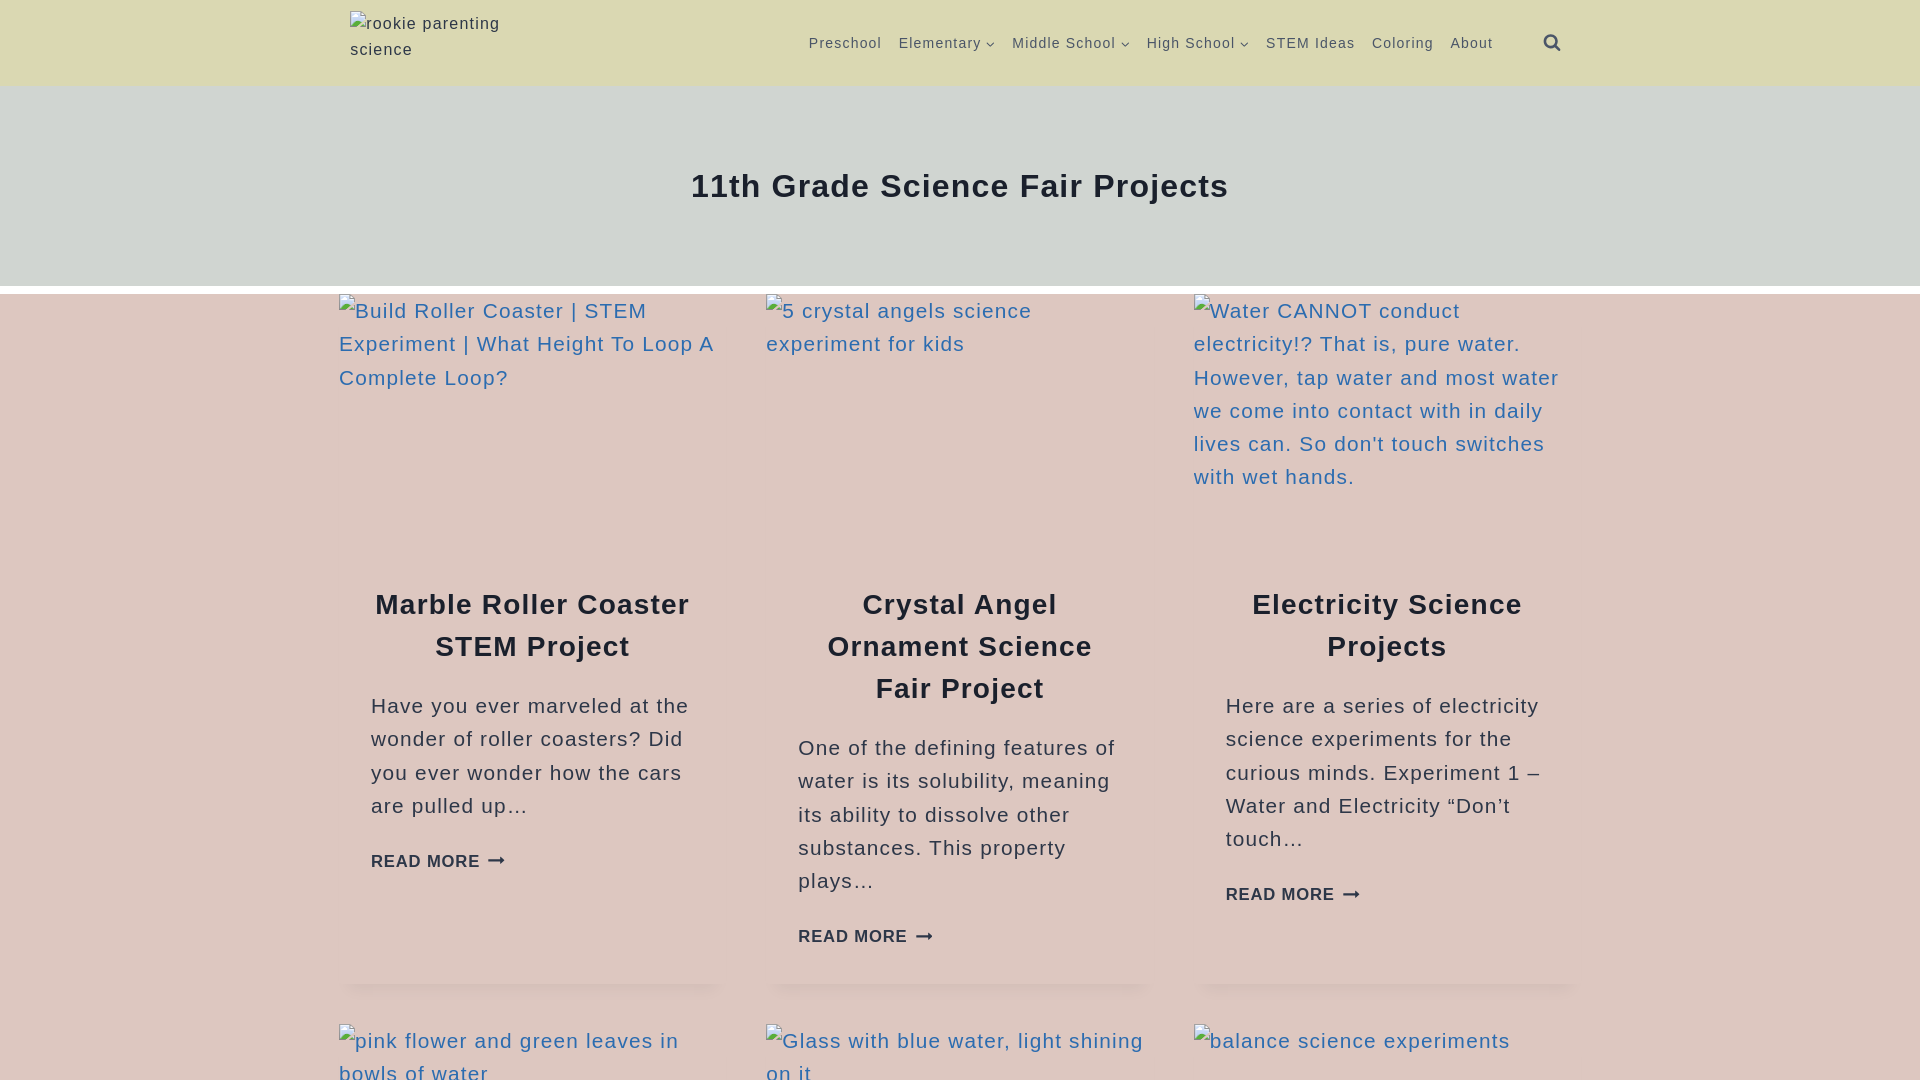 rookie parenting
science
Preschool
Elementary
Middle School
High School
STEM Ideas
Coloring
About
11th Grade Science Fair Projects
Build Roller Coaster | STEM
Experiment | What Height To Loop A
Complete Loop?
Marble Roller Coaster
STEM Project
Have you ever marveled at the
wonder of roller coasters? Did
you ever wonder how the cars
are pulled up…
READ MORE
5 crystal angels science
experiment for kids
Crystal Angel
Ornament Science
Fair Project
One of the defining features of
water is its solubility, meaning
its ability to dissolve other
substances. This property
plays…
READ MORE
Water CANNOT conduct
electricity!? That is, pure water.
However, tap water and most water
we come into contact with in daily
lives can. So don't touch switches
with wet hands.
Electricity Science
Projects
Here are a series of electricity
science experiments for the
curious minds. Experiment 1 –
Water and Electricity “Don’t
touch…
READ MORE
pink flower and green leaves in
bowls of water
Glass with blue water, light shining
on it
balance science experiments